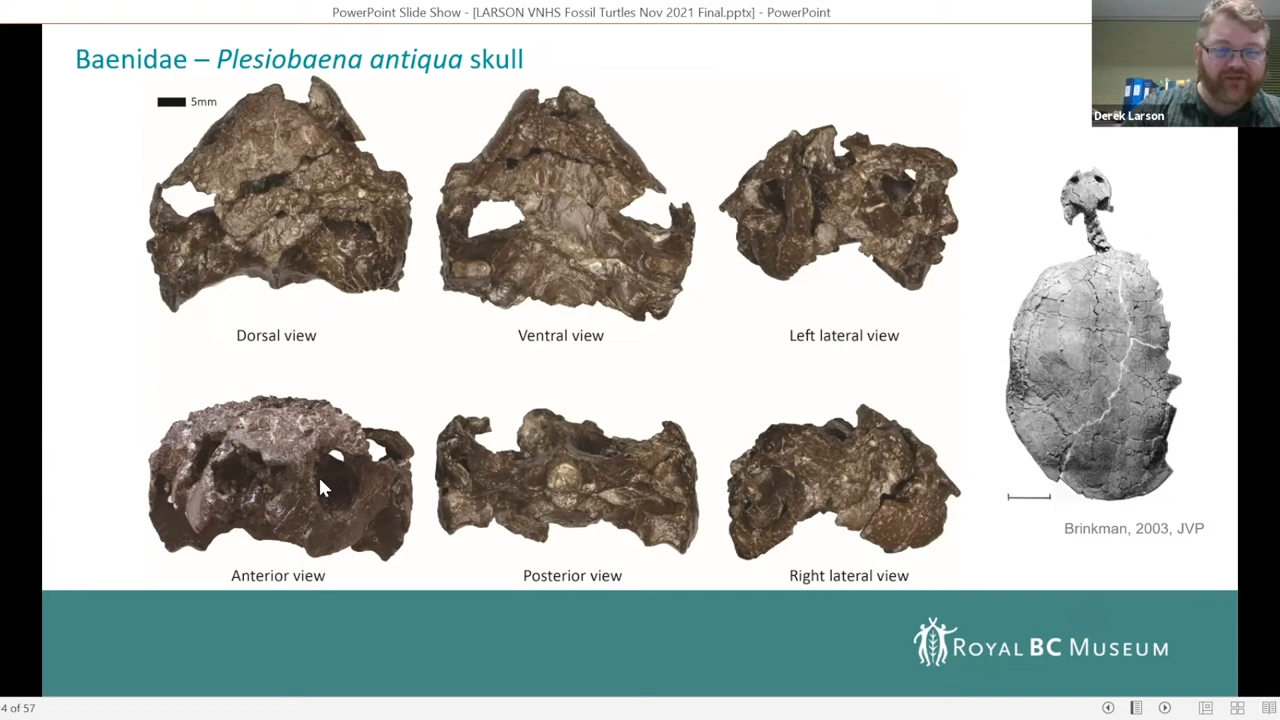 PowerPoint Slide Show - [LARSON VNHS Fossil Turtles Nov 2021 Final.pptx] - PowerPoint
Baenidae – Plesiobaena antiqua skull
5mm
Derek Larson
Dorsal view
Ventral view
Left lateral view
Brinkman, 2003, JVP
Anterior view
Posterior view
Right lateral view
ROYAL BC MUSEUM
4 of 57